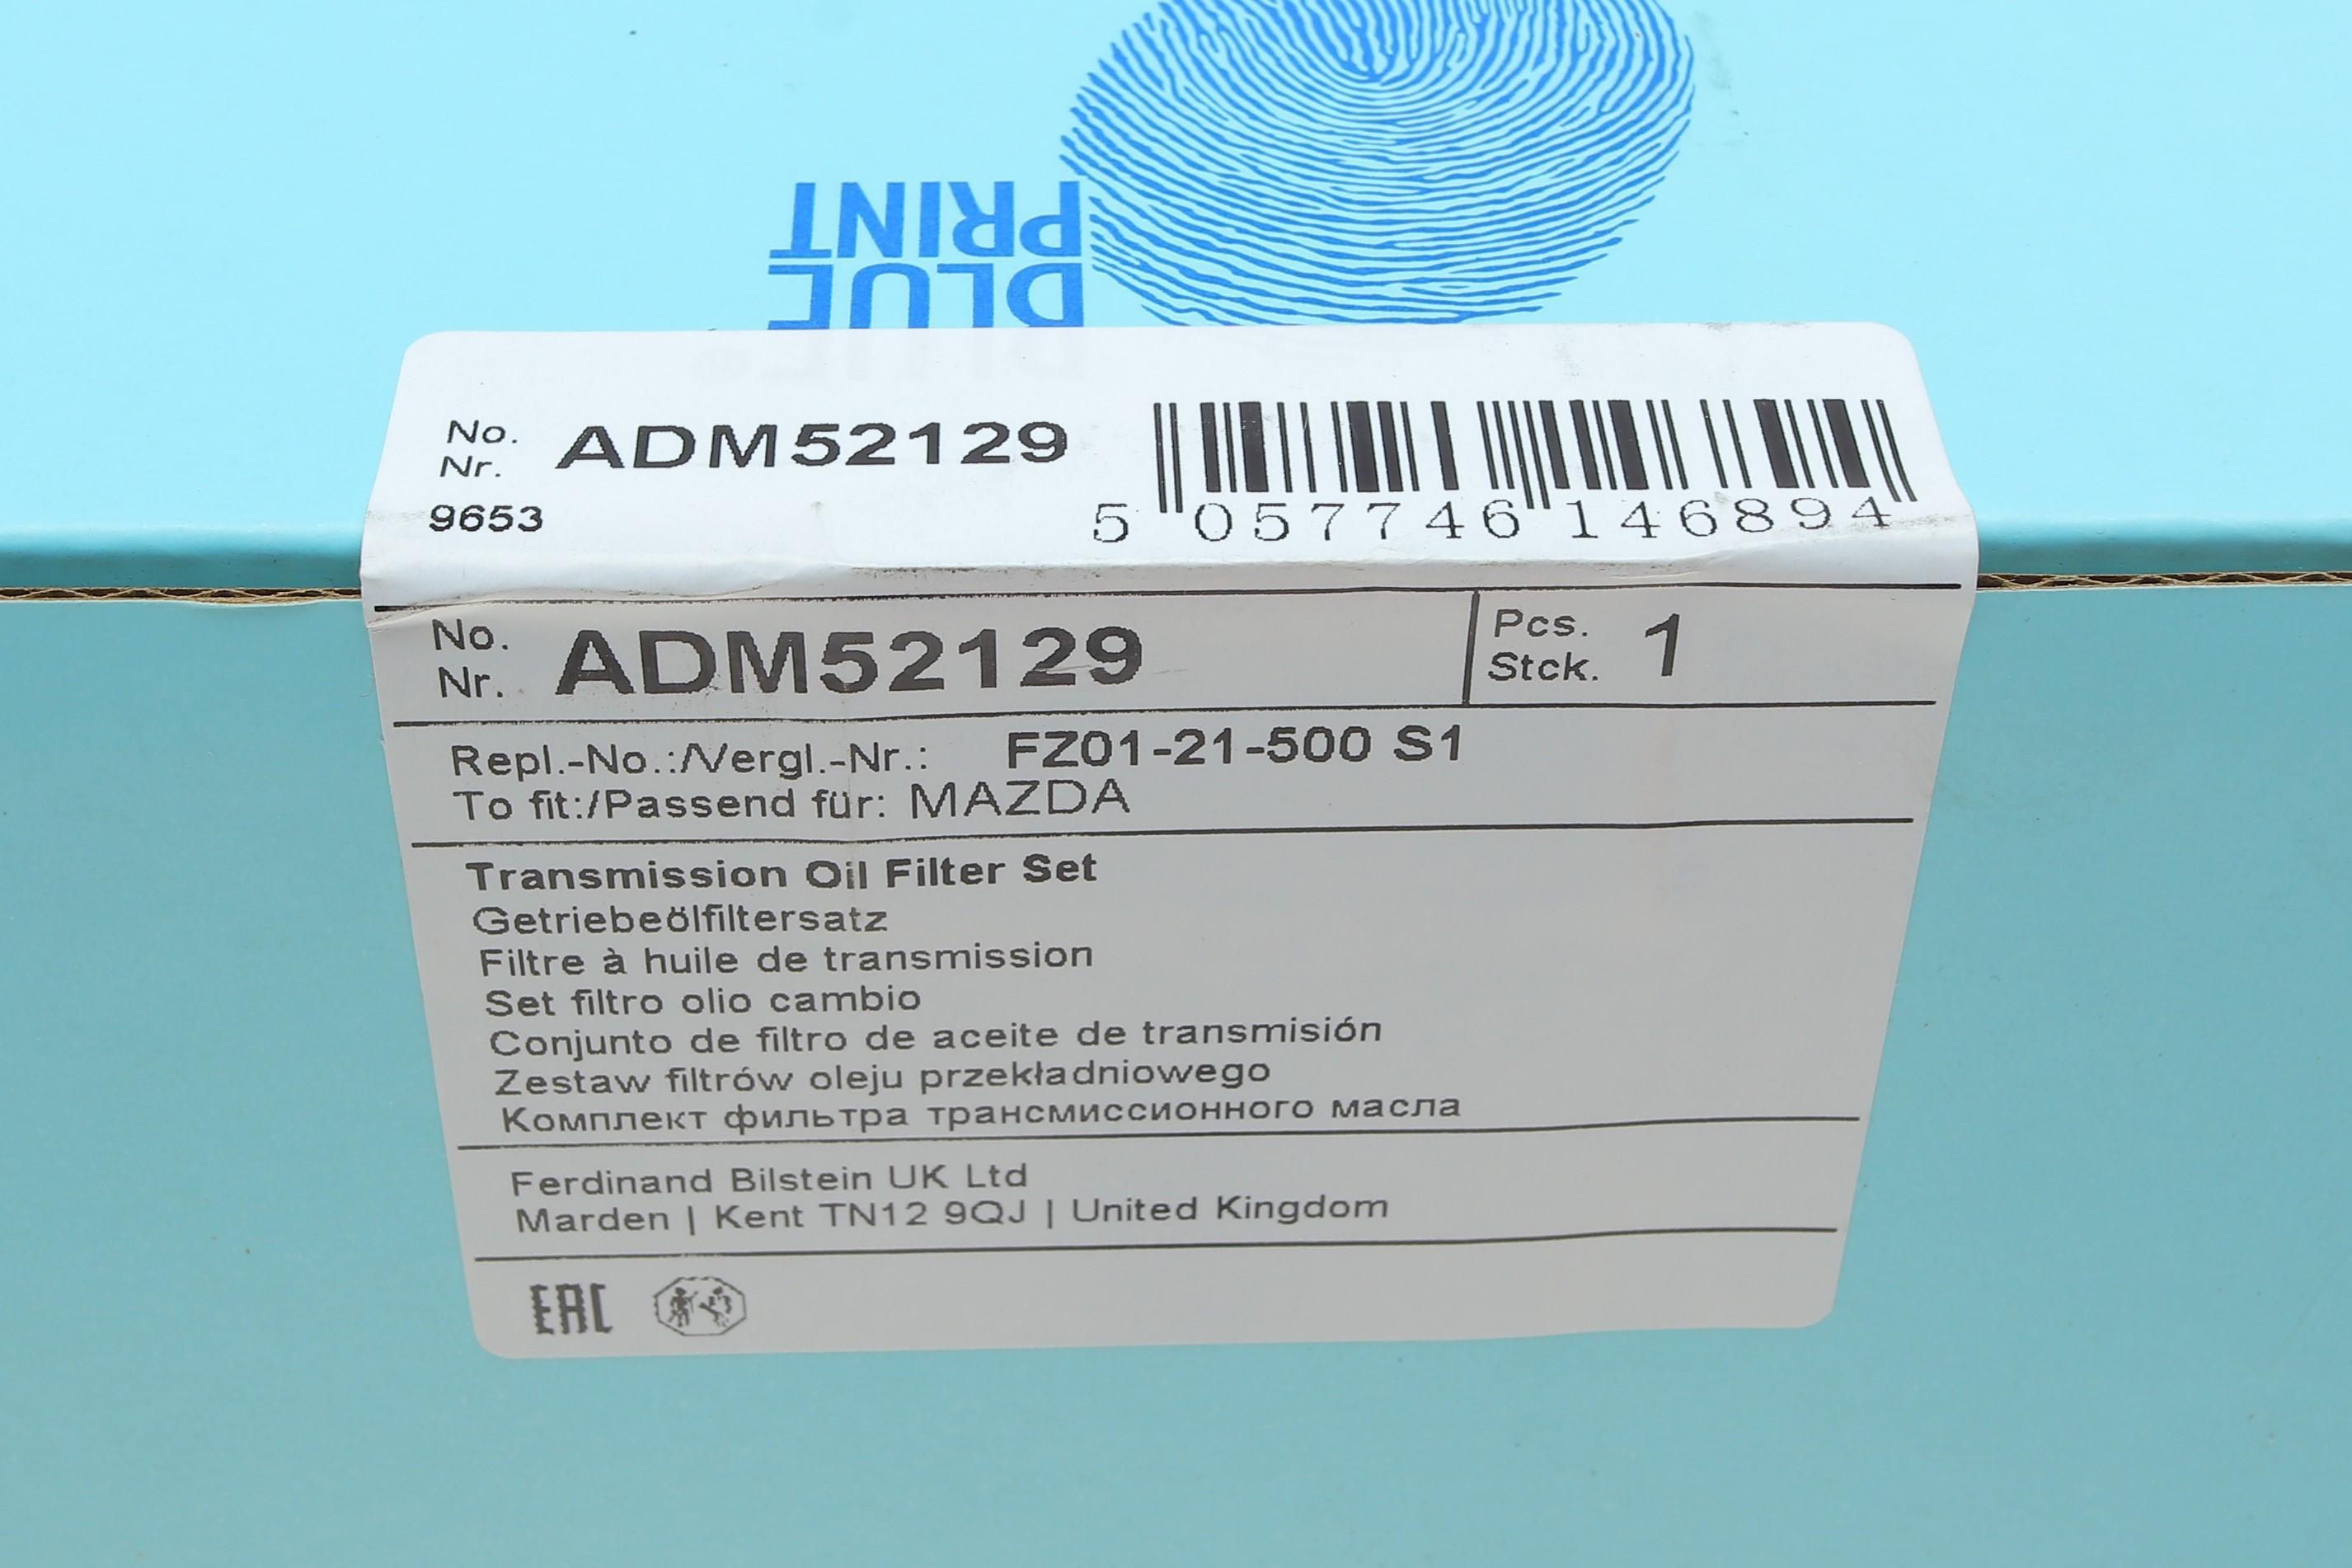 BLUE
PRINT
No.
Nr.
ADM52129
9653
5 057746 146894
No.
Nr.
ADM52129
Pcs.
Stck.
1
Repl.-No.:/Vergl.-Nr.: FZ01-21-500 S1
To fit:/Passend für: MAZDA
Transmission Oil Filter Set
Getriebeölfiltersatz
Filtre à huile de transmission
Set filtro olio cambio
Conjunto de filtro de aceite de transmisión
Zestaw filtrów oleju przekładniowego
Комплект фильтра трансмиссионного масла
Ferdinand Bilstein UK Ltd
Marden | Kent TN12 9QJ | United Kingdom
EAC